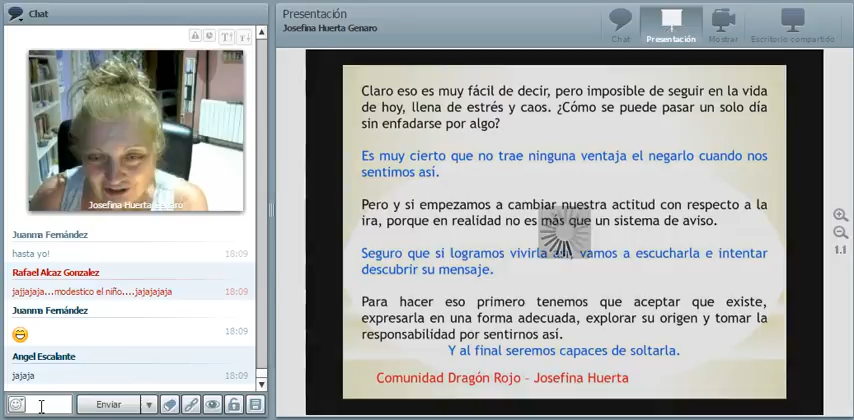 Chat
Josefina Huerta Genaro
Juanma Fernández
hasta yo!
18:09
Rafael Alcaz Gonzalez
jajjajaja...modestico el niño....jajajajaja
18:09
Juanma Fernández
18:09
Angel Escalante
jajaja
18:09
Enviar
Presentación
Josefina Huerta Genaro
Chat
Presentación
Mostrar
Escritorio compartido
Claro eso es muy fácil de decir, pero imposible de seguir en la vida
de hoy, llena de estrés y caos. ¿Cómo se puede pasar un solo día
sin enfadarse por algo?
Es muy cierto que no trae ninguna ventaja el negarlo cuando nos
sentimos así.
Pero y si empezamos a cambiar nuestra actitud con respecto a la
ira, porque en realidad no es más que un sistema de aviso.
Seguro que si logramos vivirla así, vamos a escucharla e intentar
descubrir su mensaje.
Para hacer eso primero tenemos que aceptar que existe,
expresarla en una forma adecuada, explorar su origen y tomar la
responsabilidad por sentirnos así.
Y al final seremos capaces de soltarla.
Comunidad Dragón Rojo - Josefina Huerta
1.1